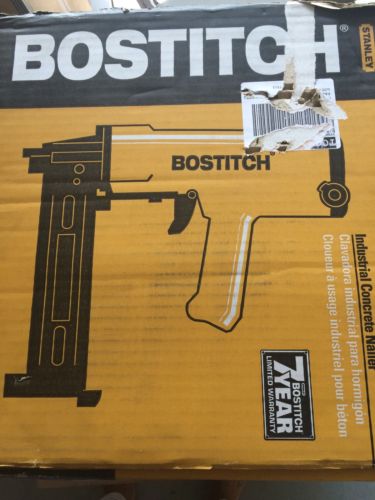 BOSTITCH®
STANLEY
BOSTITCH®
Industrial Concrete Nailer
Clavadora industrial para hormigón
Cloueur à usage industriel pour béton
7 YEAR
BOSTITCH
LIMITED WARRANTY